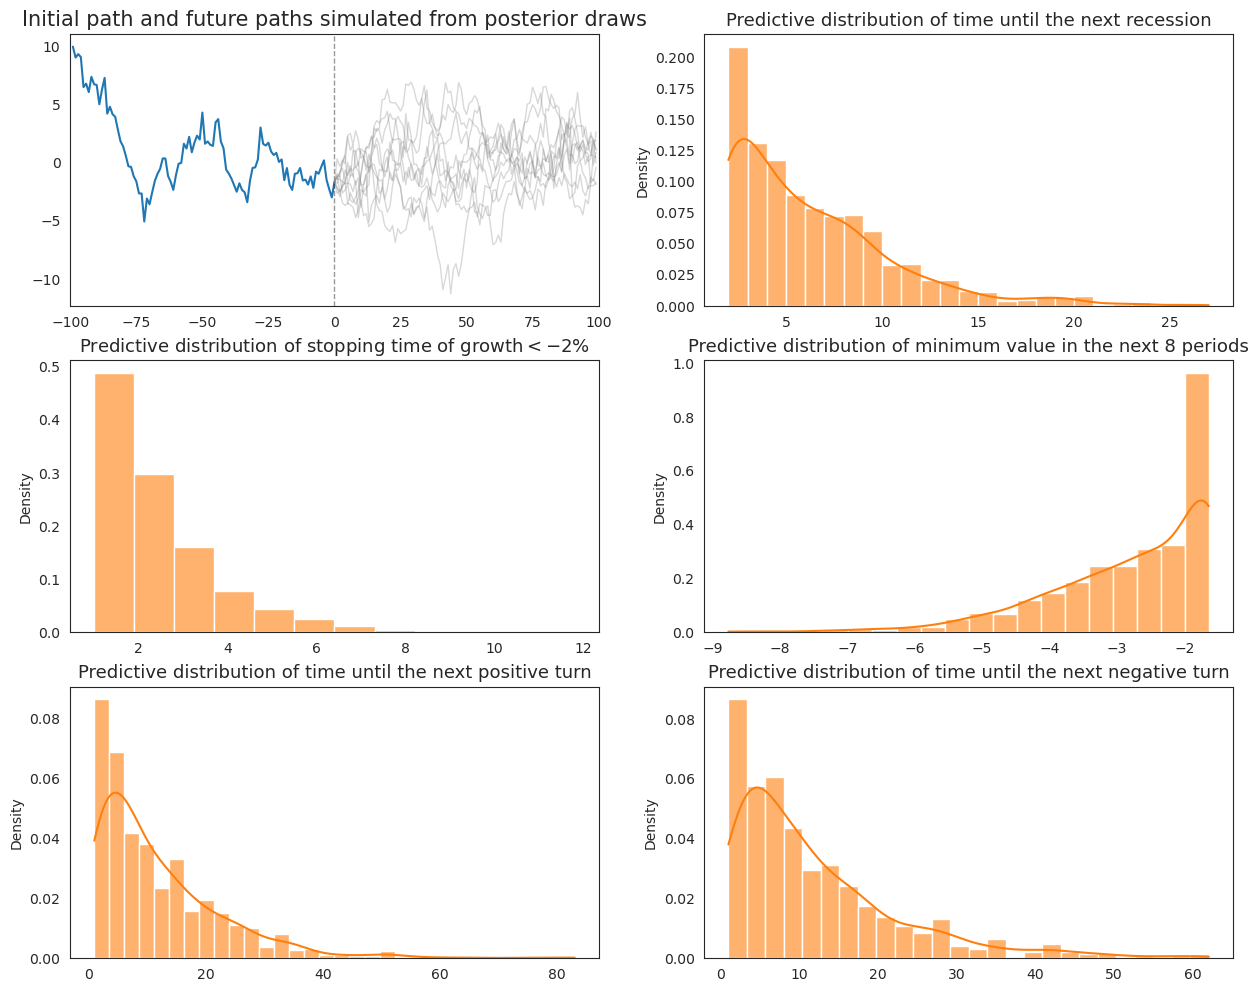 Initial path and future paths simulated from posterior draws
10
5
0
−5
−10
−100 −75 −50 −25 0 25 50 75 100
Predictive distribution of time until the next recession
Density
0.200
0.175
0.150
0.125
0.100
0.075
0.050
0.025
0.000
5 10 15 20 25
Predictive distribution of stopping time of growth < −2%
Density
0.5
0.4
0.3
0.2
0.1
0.0
2 4 6 8 10 12
Predictive distribution of minimum value in the next 8 periods
Density
1.0
0.8
0.6
0.4
0.2
0.0
−9 −8 −7 −6 −5 −4 −3 −2
Predictive distribution of time until the next positive turn
Density
0.08
0.06
0.04
0.02
0.00
0 20 40 60 80
Predictive distribution of time until the next negative turn
Density
0.08
0.06
0.04
0.02
0.00
0 10 20 30 40 50 60